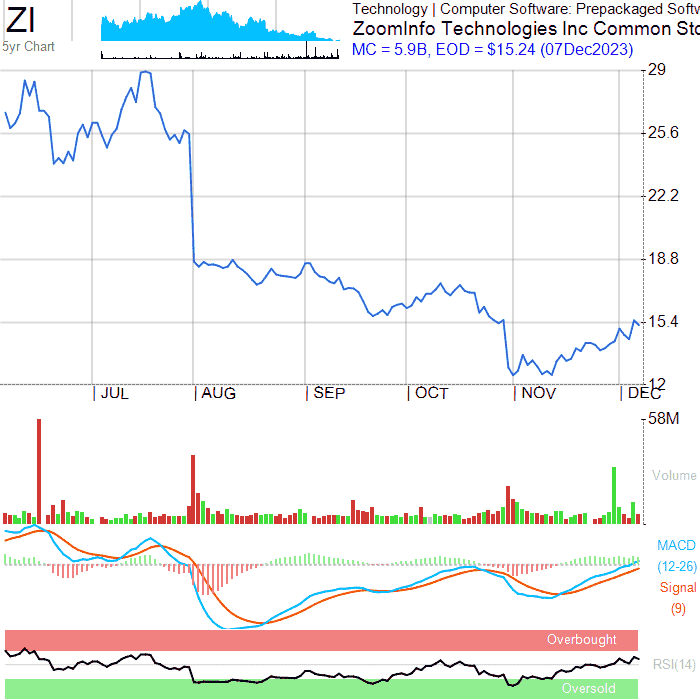 ZI
5yr Chart
Technology | Computer Software: Prepackaged Softw
ZoomInfo Technologies Inc Common Sto
MC = 5.9B, EOD = $15.24 (07Dec2023)
29
25.6
22.2
18.8
15.4
12
JUL AUG SEP OCT NOV DEC
58M
Volume
MACD
(12-26)
Signal
(9)
Overbought
RSI(14)
Oversold